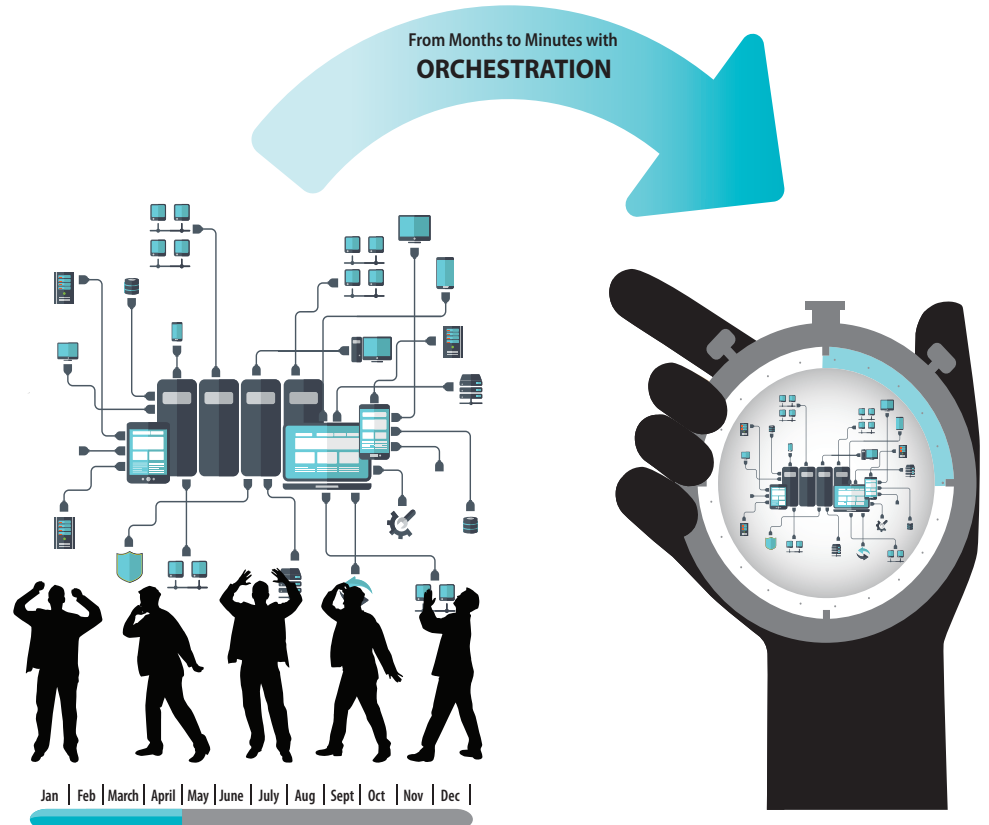 From Months to Minutes with
ORCHESTRATION
Jan | Feb | March | April | May | June | July | Aug | Sept | Oct | Nov | Dec |